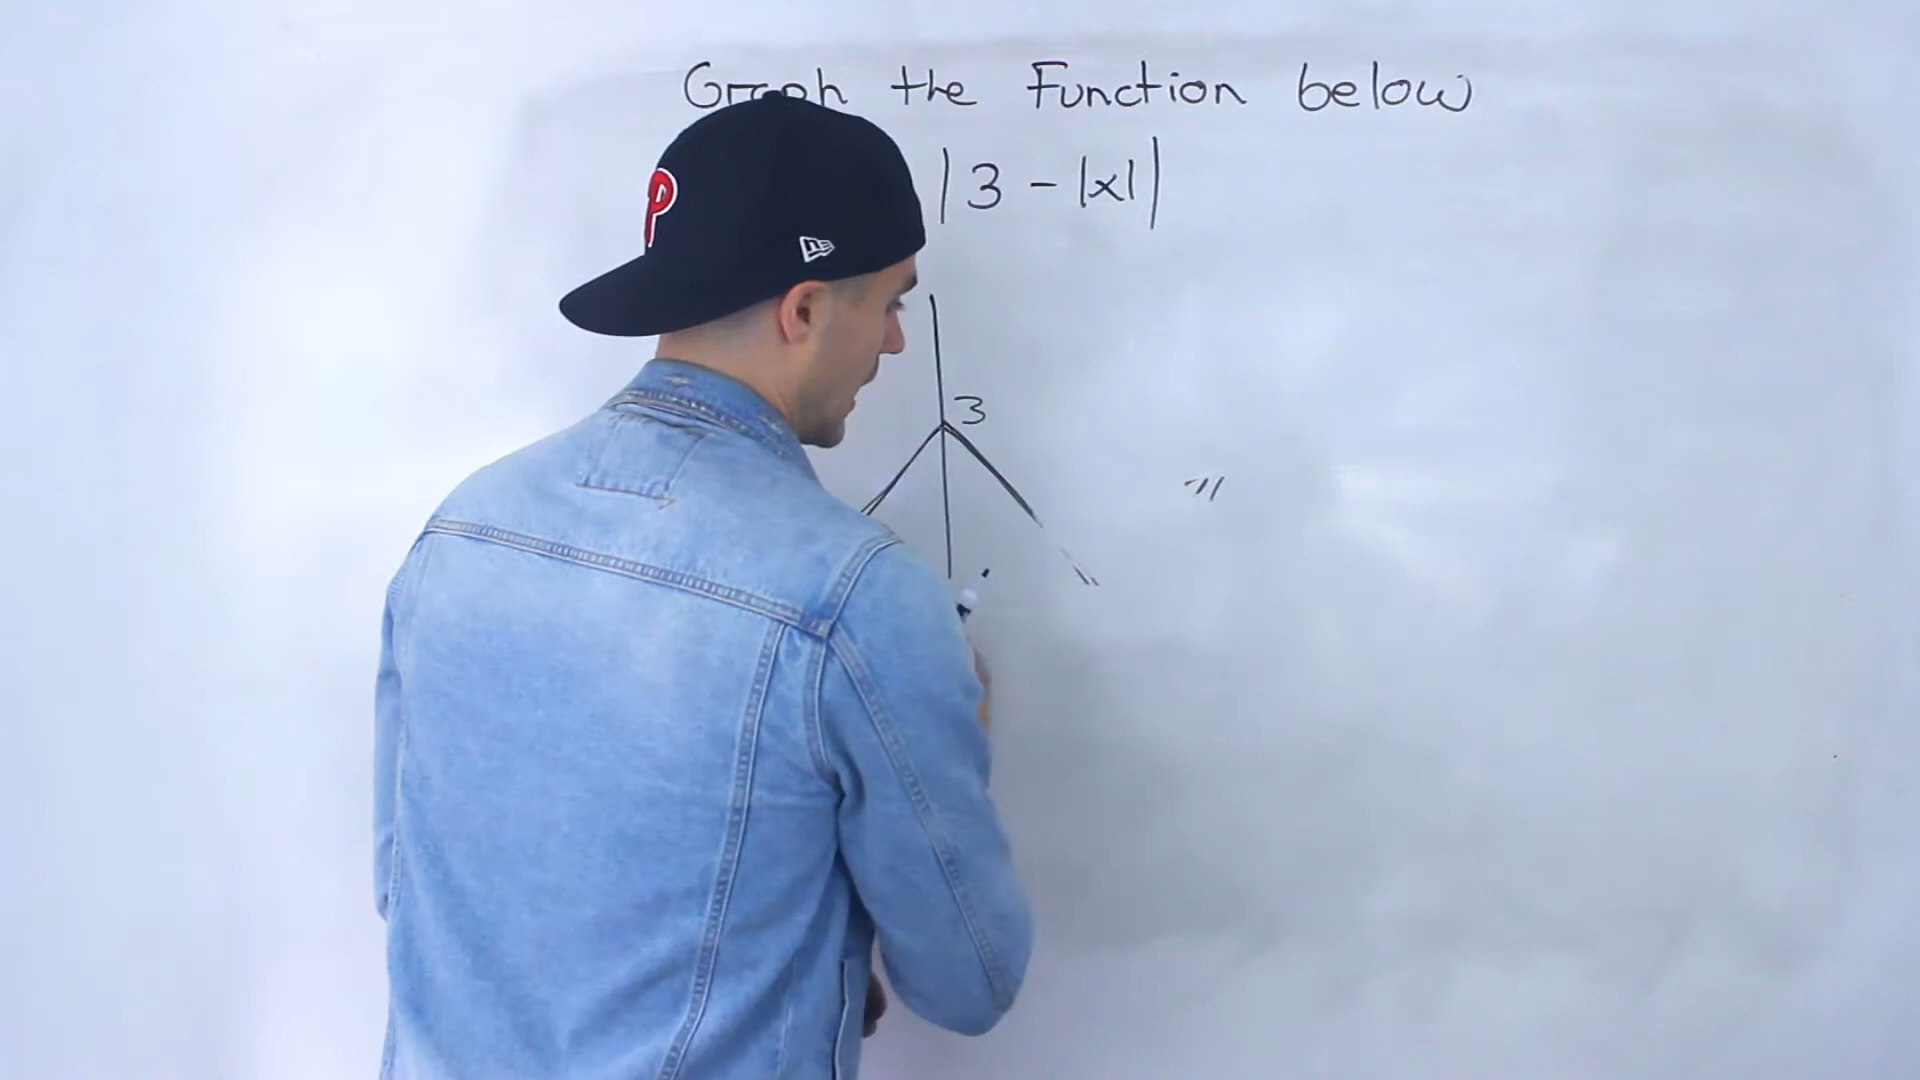 Graph the Function below
|3 - |x||
3
P